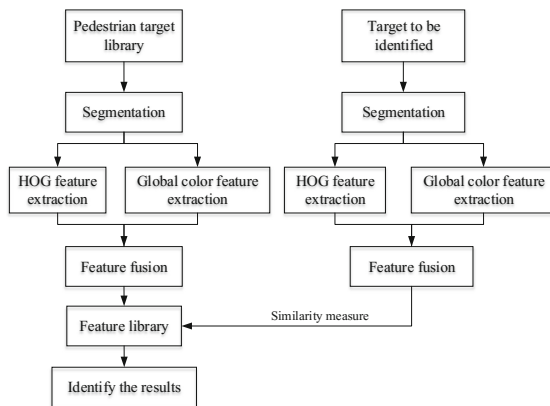 Pedestrian target
library
Target to be
identified
Segmentation
Segmentation
HOG feature
extraction
Global color feature
extraction
HOG feature
extraction
Global color feature
extraction
Feature fusion
Feature fusion
Feature library
Similarity measure
Identify the results